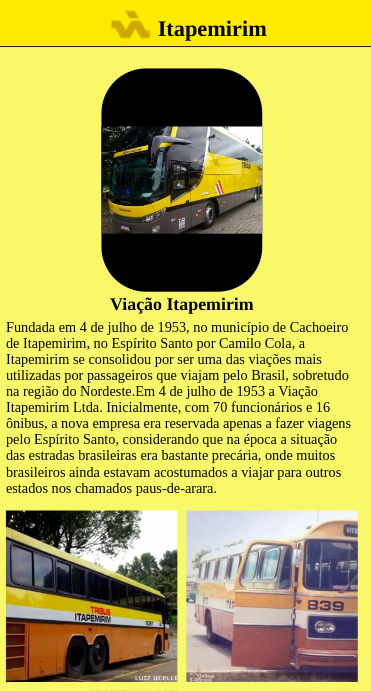 Itapemirim
TRIBUS
Viação Itapemirim
Fundada em 4 de julho de 1953, no município de Cachoeiro
de Itapemirim, no Espírito Santo por Camilo Cola, a
Itapemirim se consolidou por ser uma das viações mais
utilizadas por passageiros que viajam pelo Brasil, sobretudo
na região do Nordeste.Em 4 de julho de 1953 a Viação
Itapemirim Ltda. Inicialmente, com 70 funcionários e 16
ônibus, a nova empresa era reservada apenas a fazer viagens
pelo Espírito Santo, considerando que na época a situação
das estradas brasileiras era bastante precária, onde muitos
brasileiros ainda estavam acostumados a viajar para outros
estados nos chamados paus-de-arara.
TRIBUS
ITAPEMIRIM
LUIZ UCELI
839